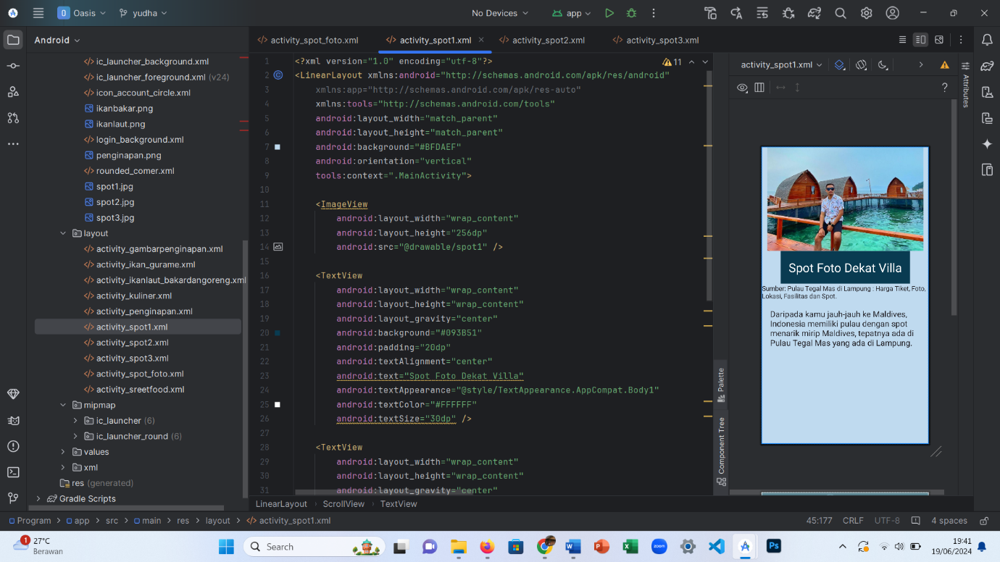 Oasis
yudha
No Devices
app
Android
activity_spot_foto.xml
activity_spot1.xml
activity_spot2.xml
activity_spot3.xml
ic_launcher_background.xml
ic_launcher_foreground.xml (v24)
icon_account_circle.xml
ikanbakar.png
ikanlaut.png
login_background.xml
penginapan.png
rounded_comer.xml
spot1.jpg
spot2.jpg
spot3.jpg
layout
activity_gambarpenginapan.xml
activity_ikan_gurame.xml
activity_ikanlaut_bakardangoreng.xml
activity_kuliner.xml
activity_penginapan.xml
activity_spot1.xml
activity_spot2.xml
activity_spot3.xml
activity_spot_foto.xml
activity_sreetfood.xml
mipmap
ic_launcher (6)
ic_launcher_round (6)
values
xml
res (generated)
Gradle Scripts
11
1 <?xml version="1.0" encoding="utf-8"?>
2 <LinearLayout xmlns:android="http://schemas.android.com/apk/res/android"
3 xmlns:app="http://schemas.android.com/apk/res-auto"
4 xmlns:tools="http://schemas.android.com/tools"
5 android:layout_width="match_parent"
6 android:layout_height="match_parent"
7 android:background="#BFDAEF"
8 android:orientation="vertical"
9 tools:context=".MainActivity">
10
11 <ImageView
12 android:layout_width="wrap_content"
13 android:layout_height="256dp"
14 android:src="@drawable/spot1" />
15
16 <TextView
17 android:layout_width="wrap_content"
18 android:layout_height="wrap_content"
19 android:layout_gravity="center"
20 android:background="#093B51"
21 android:padding="20dp"
22 android:textAlignment="center"
23 android:text="Spot Foto Dekat Villa"
24 android:textAppearance="@style/TextAppearance.AppCompat.Body1"
25 android:textColor="#FFFFFF"
26 android:textSize="30dp" />
27
28 <TextView
29 android:layout_width="wrap_content"
30 android:layout_height="wrap_content"
31 android:layout_gravity="center"
LinearLayout
ScrollView
TextView
activity_spot1.xml
?
Attributes
Palette
Component Tree
Spot Foto Dekat Villa
Sumber: Pulau Tegal Mas di Lampung : Harga Tiket, Foto,
Lokasi, Fasilitas dan Spot.
Daripada kamu jauh-jauh ke Maldives,
Indonesia memiliki pulau dengan spot
menarik mirip Maldives, tepatnya ada di
Pulau Tegal Mas yang ada di Lampung.
Program
app
src
main
res
layout
activity_spot1.xml
45:177
CRLF
UTF-8
4 spaces
1
27°C
Berawan
Search
zoom
Ps
19:41
19/06/2024